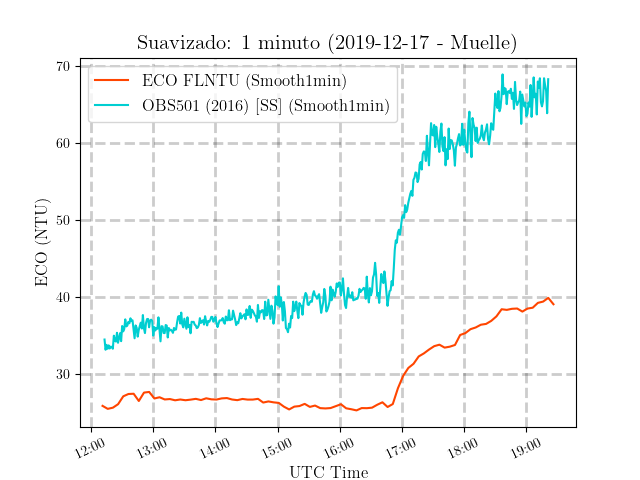 Suavizado: 1 minuto (2019-12-17 - Muelle)
ECO FLNTU (Smooth1min)
OBS501 (2016) [SS] (Smooth1min)
ECO (NTU)
70
60
50
40
30
12:00 13:00 14:00 15:00 16:00 17:00 18:00 19:00
UTC Time